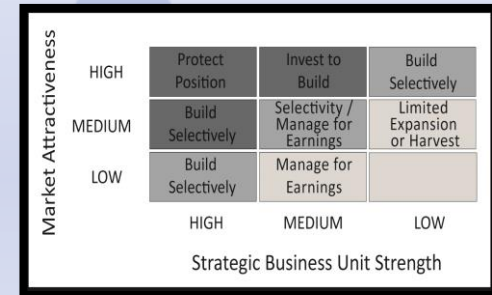 Market Attractiveness
HIGH
Protect
Position
Invest to
Build
Build
Selectively
MEDIUM
Build
Selectively
Selectivity /
Manage for
Earnings
Limited
Expansion
or Harvest
LOW
Build
Selectively
Manage for
Earnings
HIGH
MEDIUM
LOW
Strategic Business Unit Strength